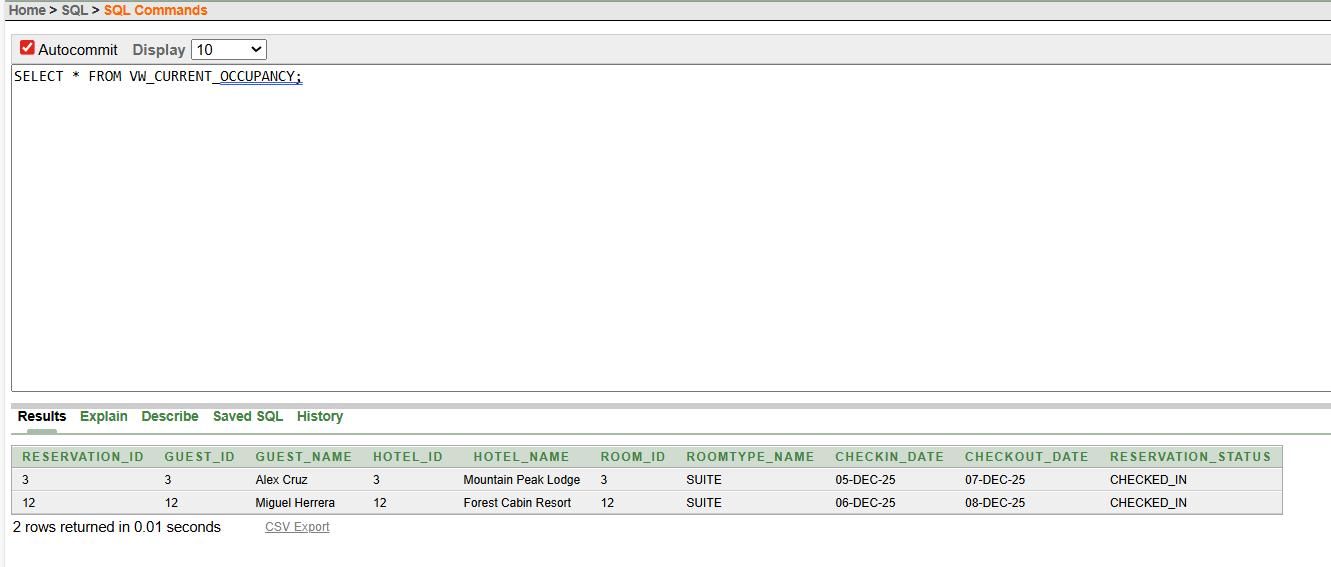 Home > SQL > SQL Commands
Autocommit Display 10
SELECT * FROM VW_CURRENT_OCCUPANCY;
Results Explain Describe Saved SQL History
RESERVATION_ID GUEST_ID GUEST_NAME HOTEL_ID HOTEL_NAME ROOM_ID ROOMTYPE_NAME CHECKIN_DATE CHECKOUT_DATE RESERVATION_STATUS
3 3 Alex Cruz 3 Mountain Peak Lodge 3 SUITE 05-DEC-25 07-DEC-25 CHECKED_IN
12 12 Miguel Herrera 12 Forest Cabin Resort 12 SUITE 06-DEC-25 08-DEC-25 CHECKED_IN
2 rows returned in 0.01 seconds CSV Export